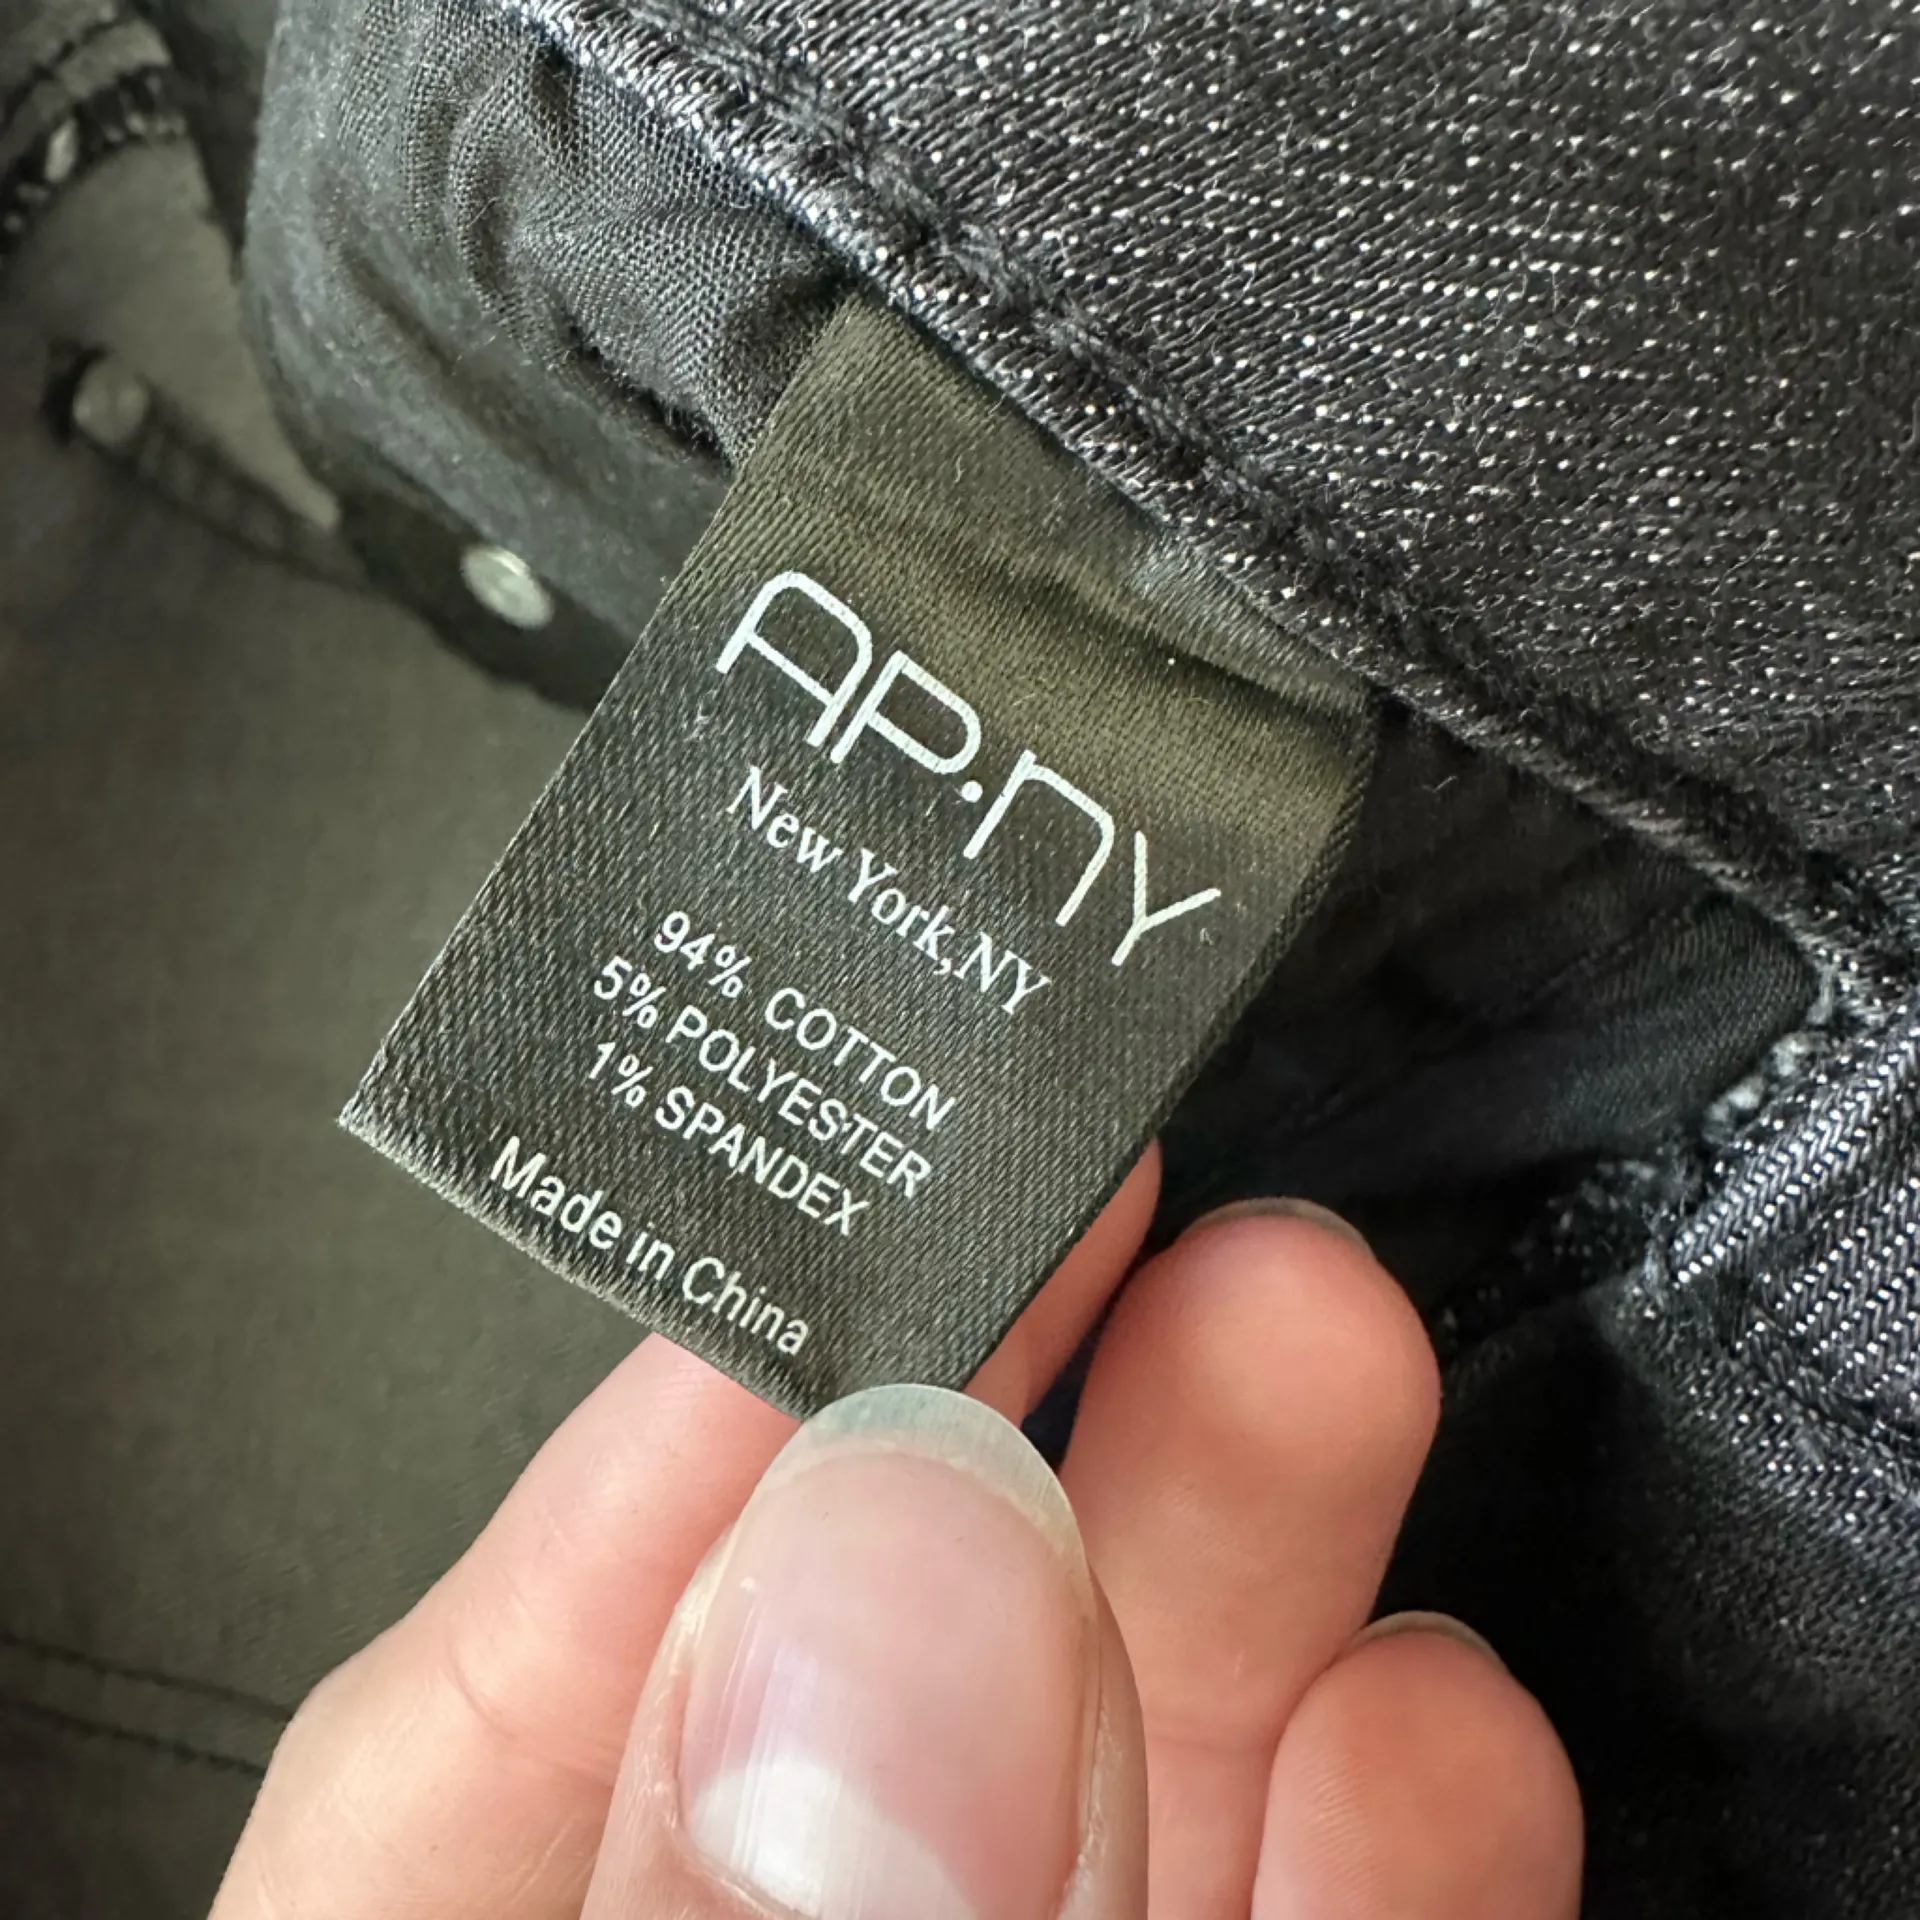 AP.NY
New York,NY
94% COTTON
5% POLYESTER
1% SPANDEX
Made in China